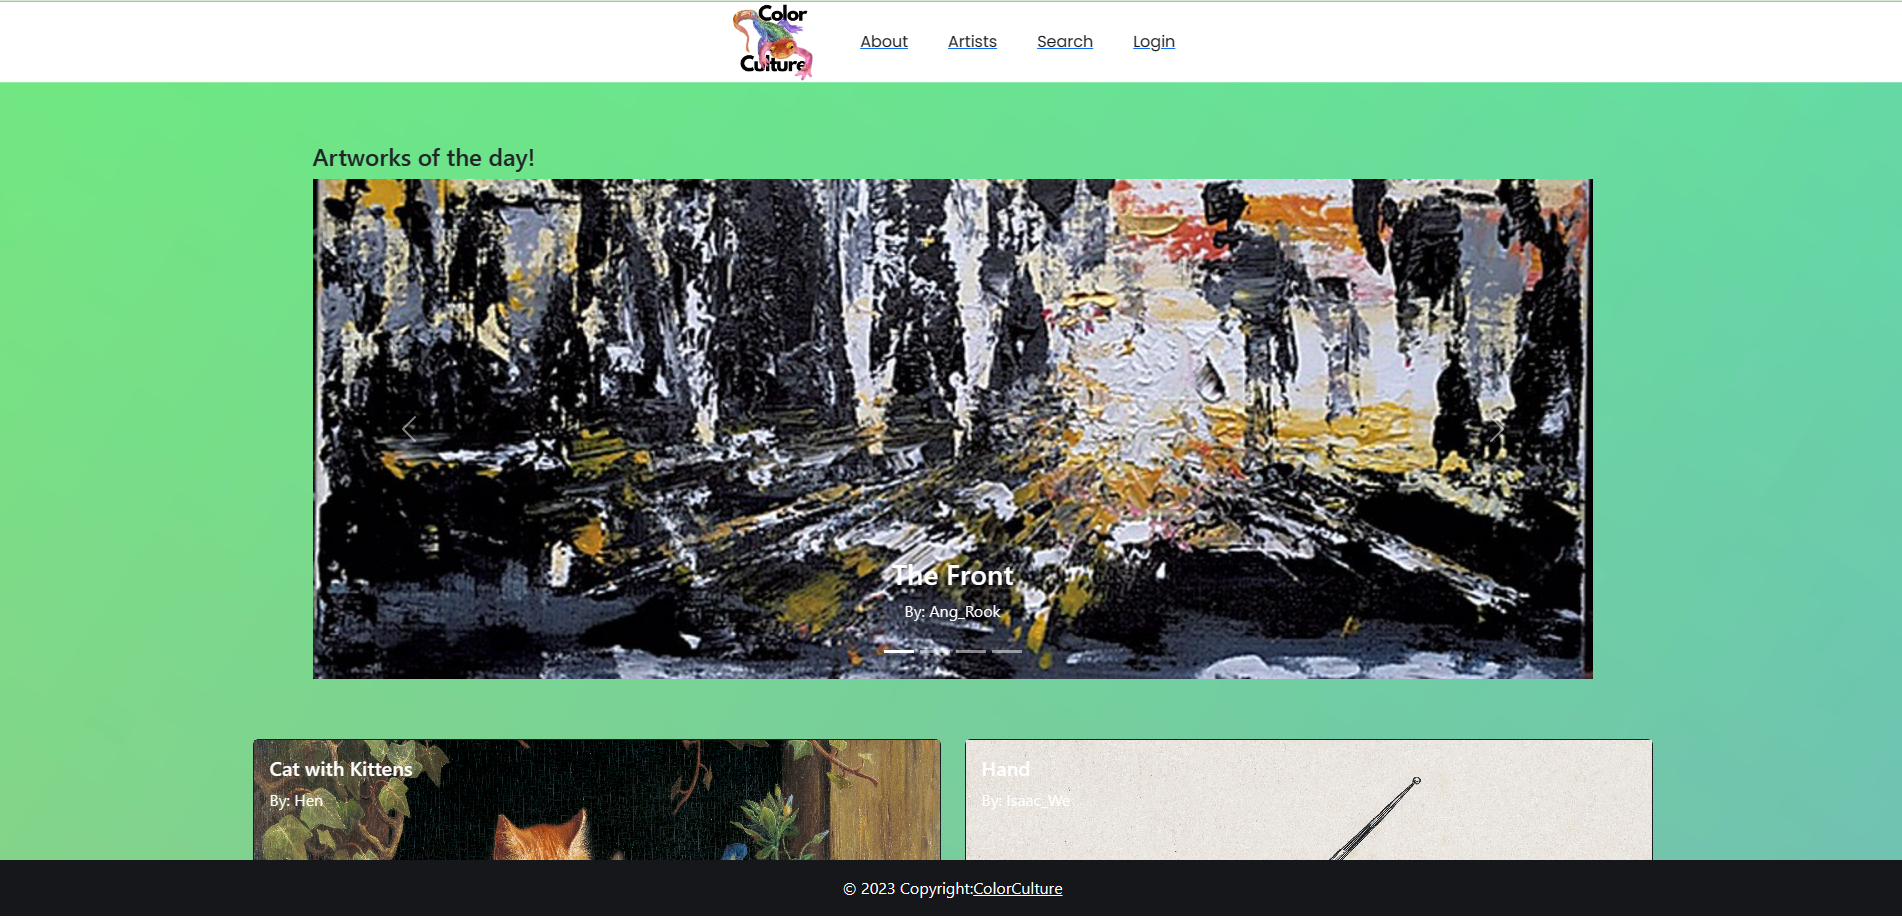 Color
Culture
About
Artists
Search
Login
Artworks of the day!
The Front
By: Ang_Rook
Cat with Kittens
By: Hen
Hand
By: Isaac_We
© 2023 Copyright:ColorCulture